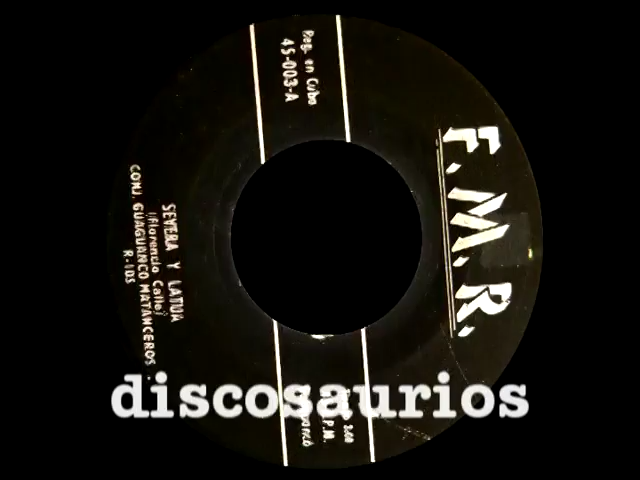 F.M.R.
Reg. en Cuba
45-003-A
SEVERA Y LATUA
(Florencio Calle)
CONJ. GUAGUANCO MATANCEROS
R-105
R.P.M.
discosaurios